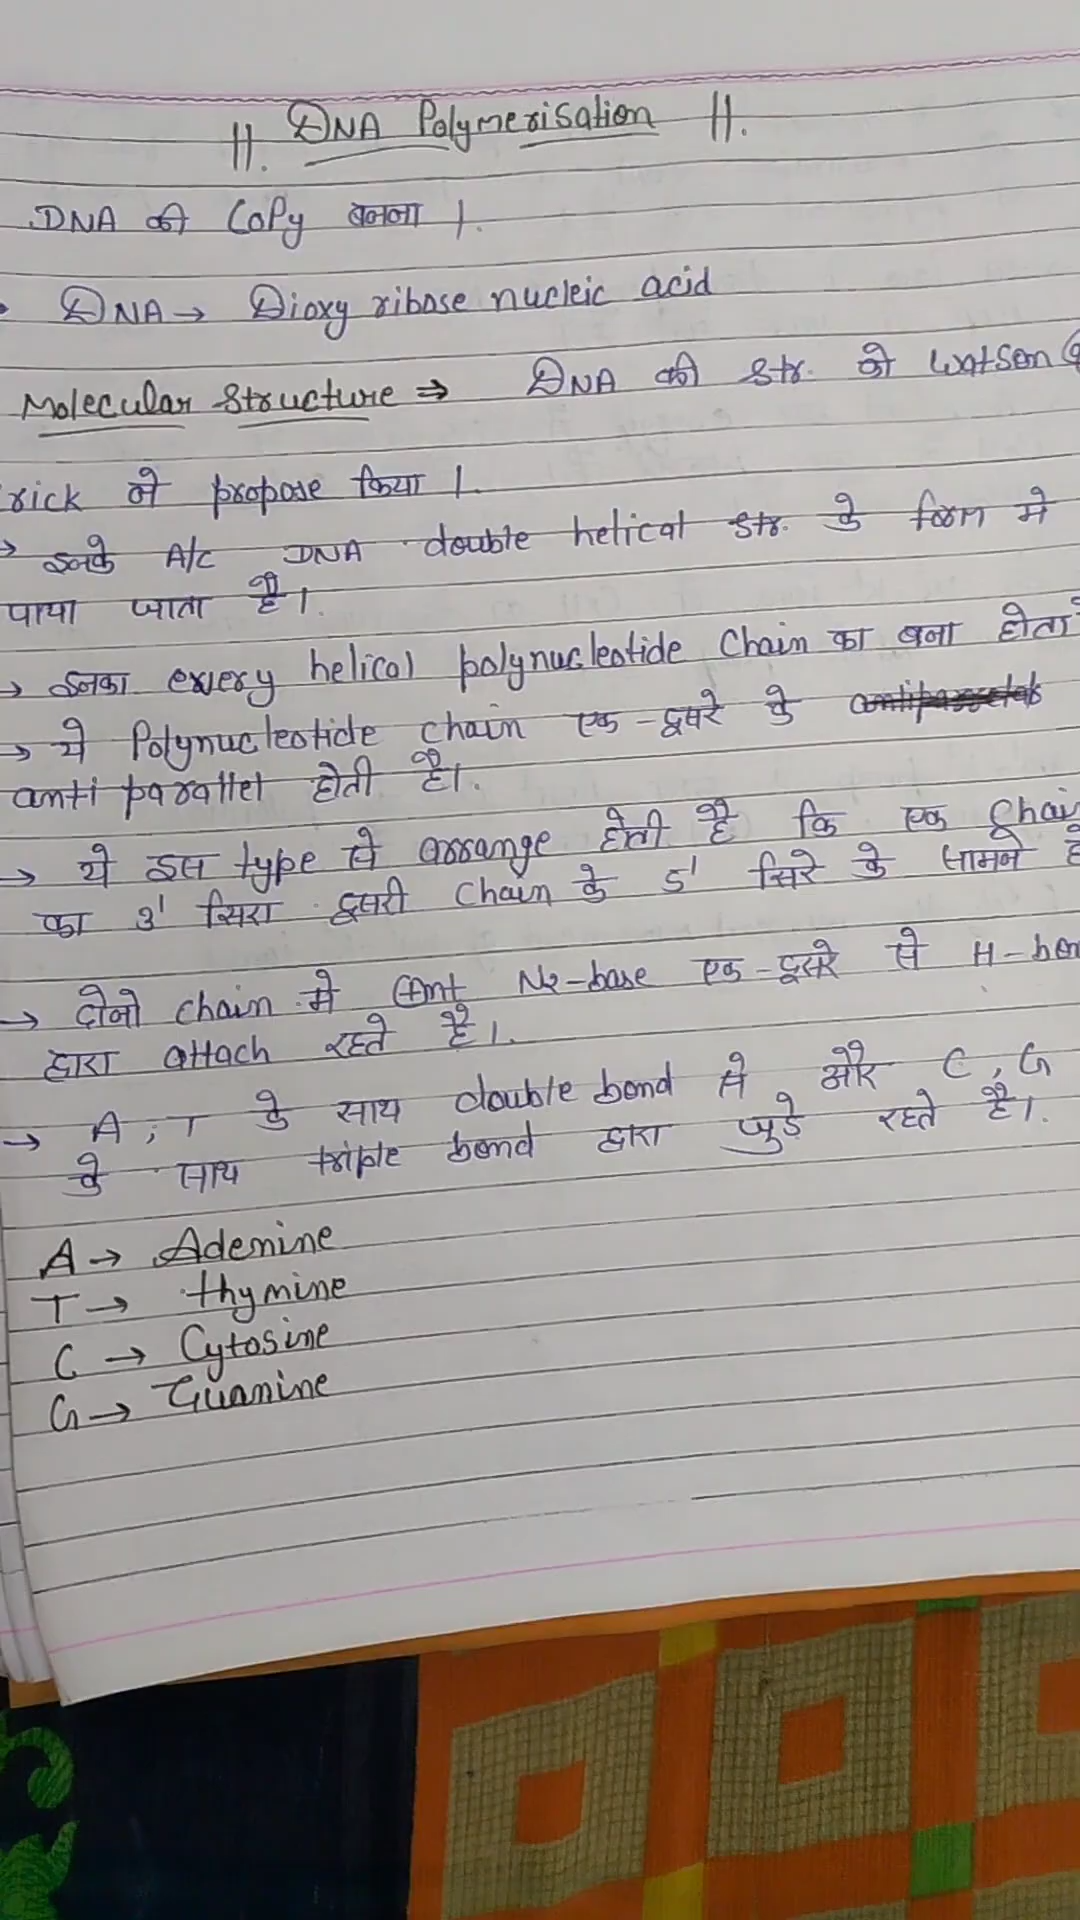 ||. DNA Polymerisation ||.
DNA की Copy बनना |.
DNA → Dioxy ribose nucleic acid
Molecular Structure ⇒ DNA की Str. को Watson
rick ने propose किया |.
→ इनके A/c DNA double helical Str. के form मे
पाया जाता है |.
→ इनका every helical polynucleotide Chain का बना होता
→ ये Polynucleotide chain एक-दूसरे के
anti parallel होती है |.
→ ये इस type से arrange होती है कि एक Chai
का 3' सिरा दूसरी Chain के 5' सिरे के सामने
→ दोनो chain मे N2-base एक-दूसरे से H-bon
द्वारा attach रहते है |.
→ A, T के साथ double bond से और C, G
के साथ triple bond द्वारा जुड़े रहते है |.
A → Adenine
T → thymine
C → Cytosine
G → Guanine